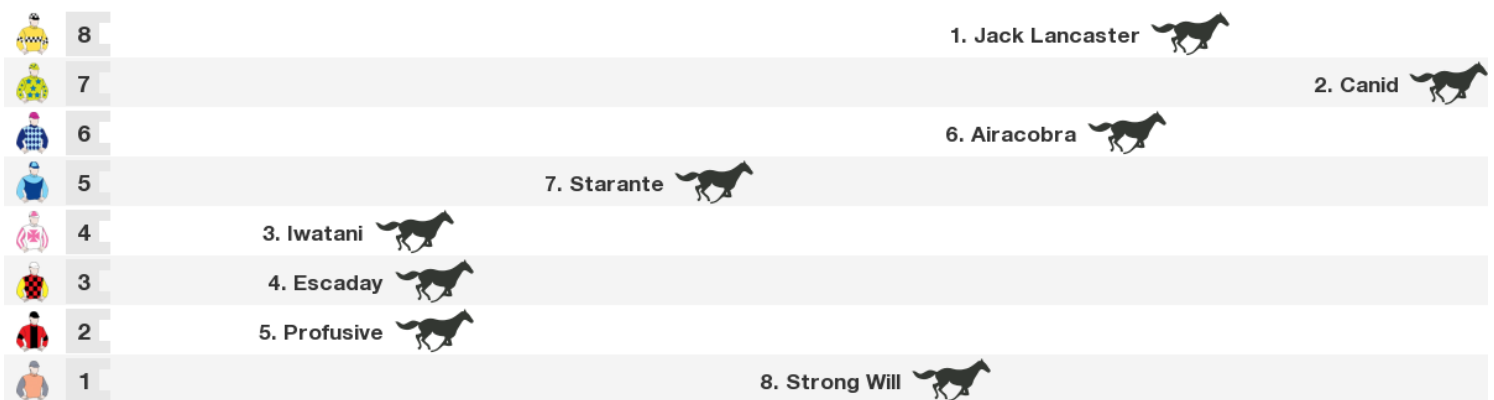 8 1. Jack Lancaster
7 2. Canid
6 6. Airacobra
5 7. Starante
4 3. Iwatani
3 4. Escaday
2 5. Profusive
1 8. Strong Will